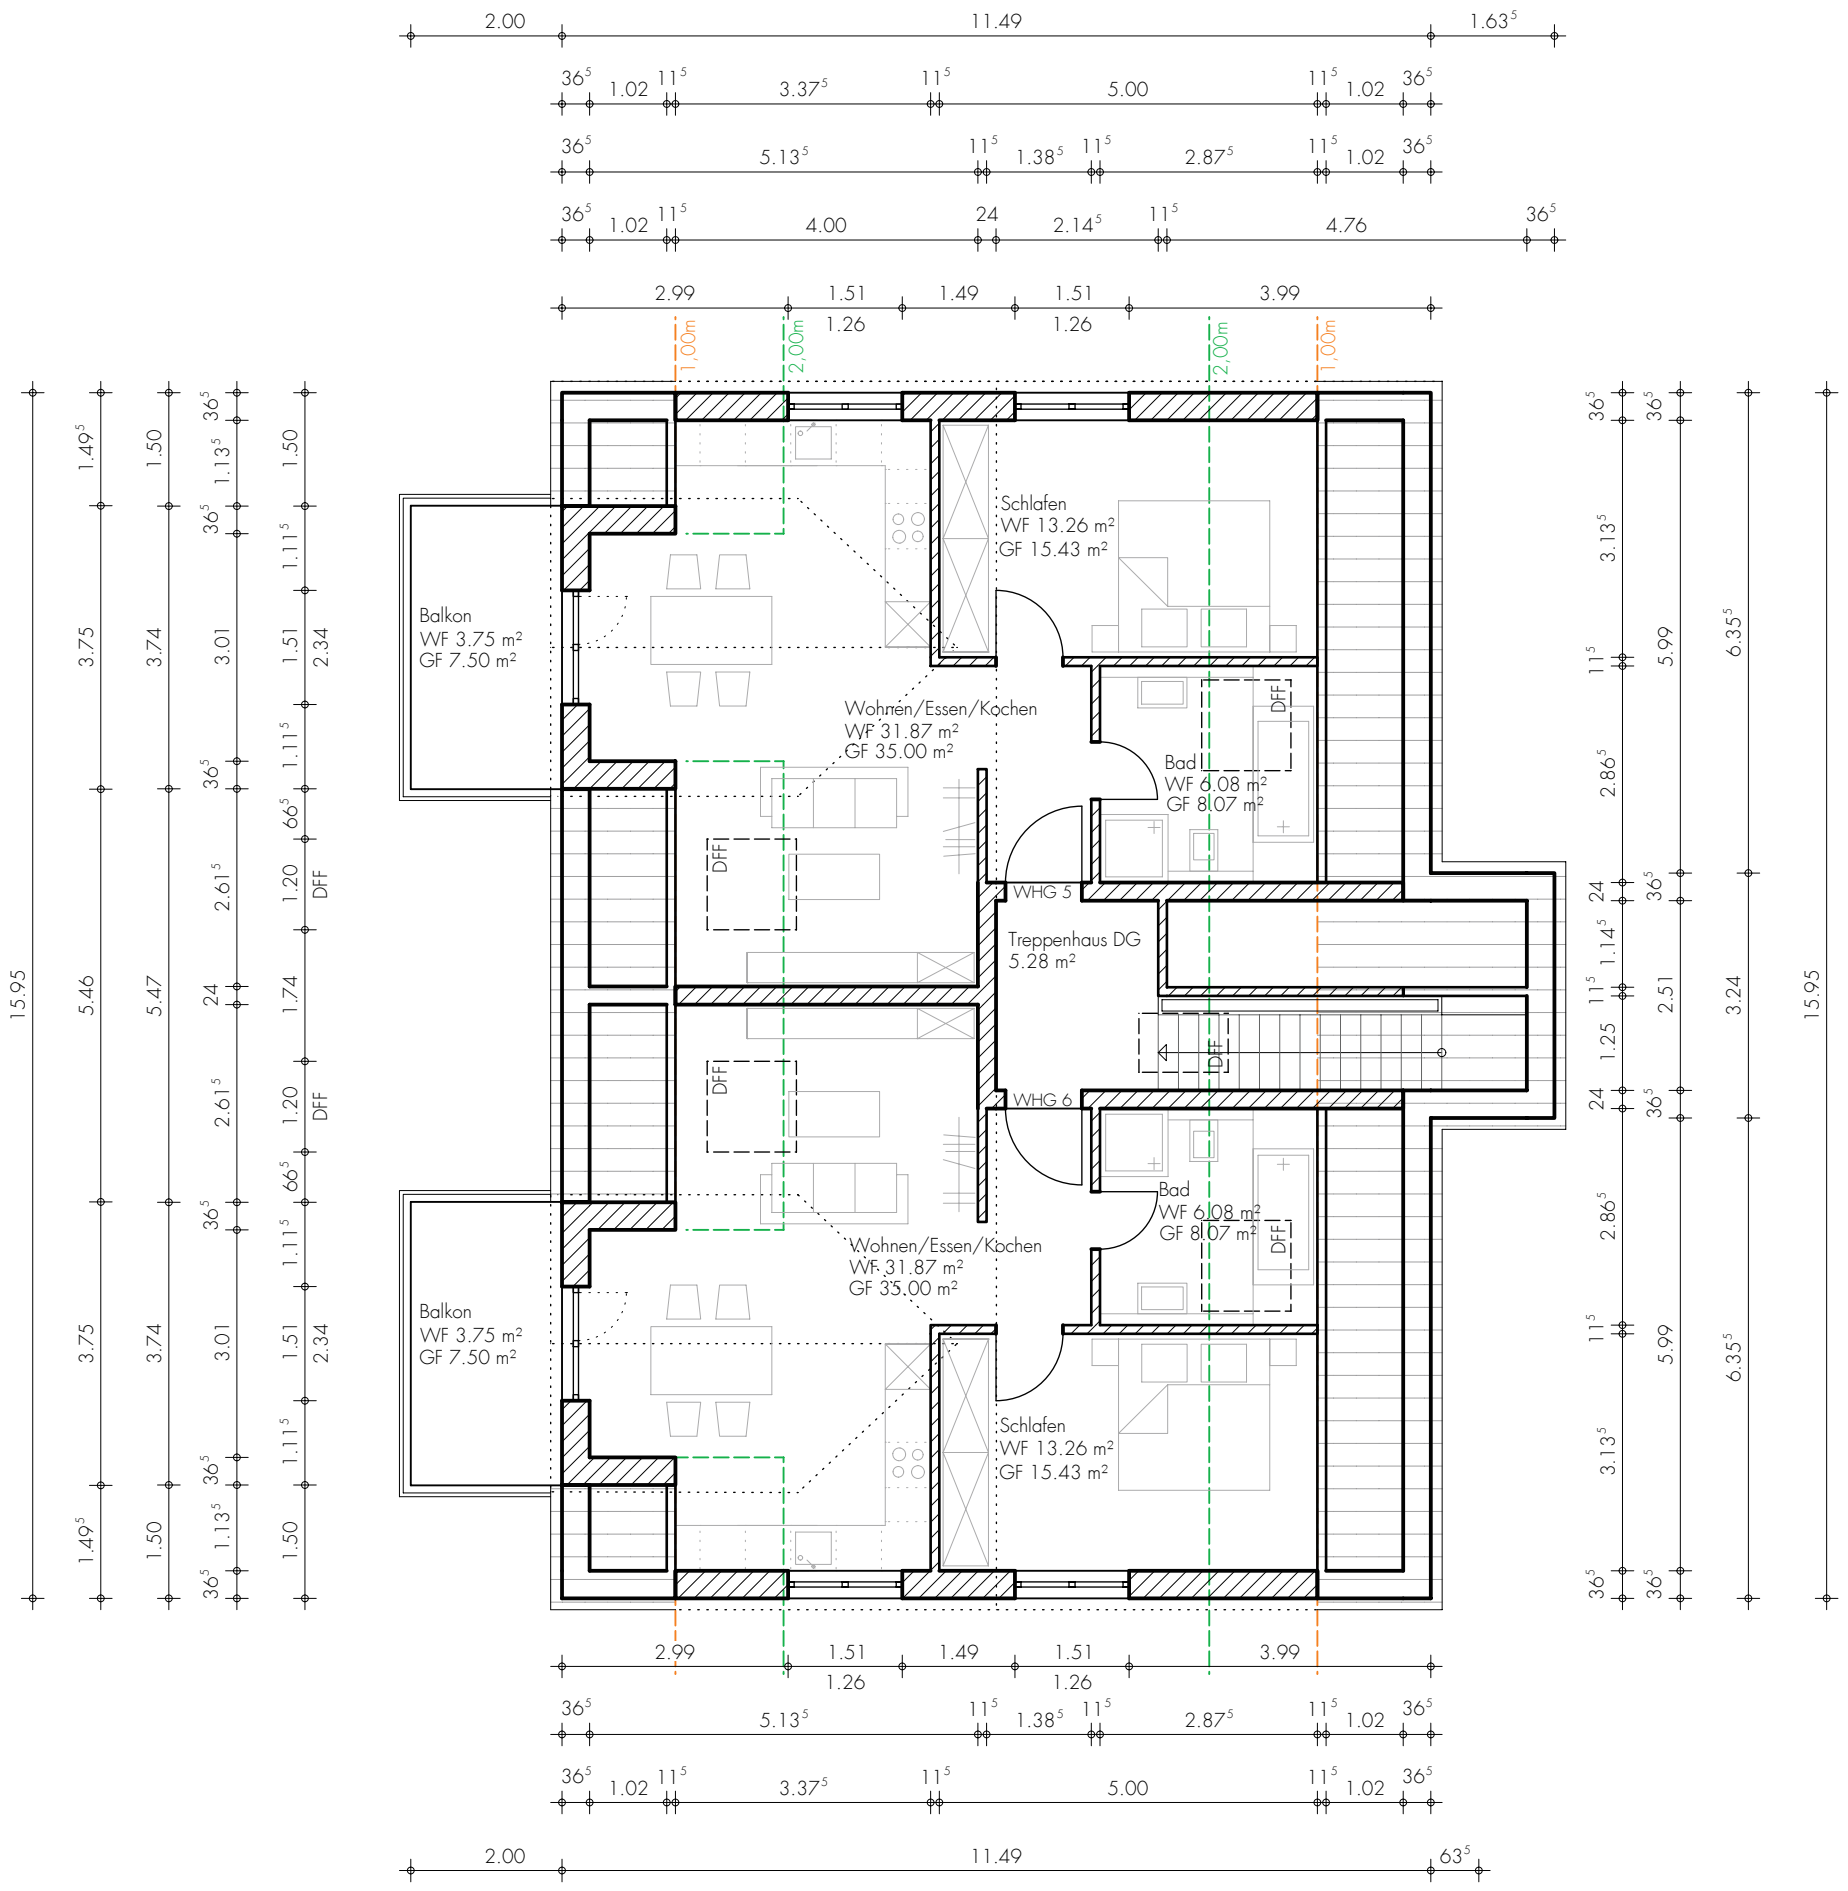 2.00 11.49 1.63⁵
36⁵ 1.02 11⁵ 3.37⁵ 11⁵ 5.00 11⁵ 1.02 36⁵
36⁵ 5.13⁵ 11⁵ 1.38⁵ 11⁵ 2.87⁵ 11⁵ 1.02 36⁵
36⁵ 1.02 11⁵ 4.00 24 2.14⁵ 11⁵ 4.76 36⁵
2.99 1.51 1.49 1.51 3.99
1.26 1.26
1,00m 2,00m 2,00m 1,00m
15.95
1.49⁵ 3.75 5.46 3.75 1.49⁵
1.50 3.74 5.47 3.74 1.50
36⁵ 1.13⁵ 36⁵ 3.01 36⁵ 2.61⁵ 24 2.61⁵ 36⁵ 3.01 36⁵ 1.13⁵ 36⁵
1.50 1.11⁵ 1.51 1.11⁵ 66⁵ 1.20 1.74 1.20 66⁵ 1.11⁵ 1.51 1.11⁵ 1.50
2.34 DFF DFF 2.34
Schlafen
WF 13.26 m²
GF 15.43 m²
Balkon
WF 3.75 m²
GF 7.50 m²
Wohnen/Essen/Kochen
WF 31.87 m²
GF 35.00 m²
DFF
Bad
WF 6.08 m²
GF 8.07 m²
DFF
WHG 5
Treppenhaus DG
5.28 m²
DFF
DFF
WHG 6
Bad
WF 6.08 m²
GF 8.07 m²
DFF
Wohnen/Essen/Kochen
WF 31.87 m²
GF 35.00 m²
Balkon
WF 3.75 m²
GF 7.50 m²
Schlafen
WF 13.26 m²
GF 15.43 m²
36⁵ 3.13⁵ 11⁵ 2.86⁵ 24 1.14⁵ 11⁵ 1.25 24 2.86⁵ 11⁵ 3.13⁵ 36⁵
36⁵ 5.99 36⁵ 2.51 36⁵ 5.99 36⁵
6.35⁵ 3.24 6.35⁵
15.95
2.99 1.51 1.49 1.51 3.99
1.26 1.26
36⁵ 5.13⁵ 11⁵ 1.38⁵ 11⁵ 2.87⁵ 11⁵ 1.02 36⁵
36⁵ 1.02 11⁵ 3.37⁵ 11⁵ 5.00 11⁵ 1.02 36⁵
2.00 11.49 63⁵